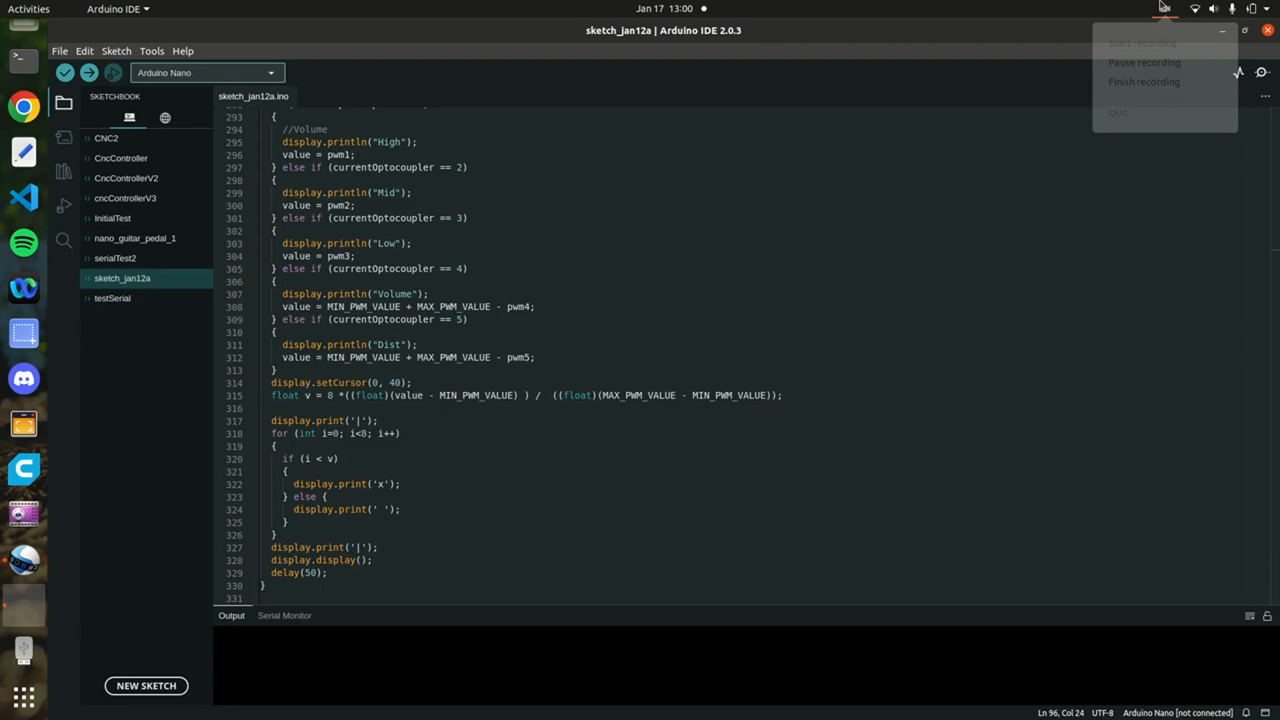 Activities
Arduino IDE
Jan 17 13:00
sketch_jan12a | Arduino IDE 2.0.3
File Edit Sketch Tools Help
Start recording
Pause recording
Finish recording
Quit
Arduino Nano
SKETCHBOOK
CNC2
CncController
CncControllerV2
cncControllerV3
InitialTest
nano_guitar_pedal_1
serialTest2
sketch_jan12a
testSerial
NEW SKETCH
sketch_jan12a.ino
293 {
294 //Volume
295 display.println("High");
296 value = pwm1;
297 } else if (currentOptocoupler == 2)
298 {
299 display.println("Mid");
300 value = pwm2;
301 } else if (currentOptocoupler == 3)
302 {
303 display.println("Low");
304 value = pwm3;
305 } else if (currentOptocoupler == 4)
306 {
307 display.println("Volume");
308 value = MIN_PWM_VALUE + MAX_PWM_VALUE - pwm4;
309 } else if (currentOptocoupler == 5)
310 {
311 display.println("Dist");
312 value = MIN_PWM_VALUE + MAX_PWM_VALUE - pwm5;
313 }
314 display.setCursor(0, 40);
315 float v = 8 *((float)(value - MIN_PWM_VALUE) ) / ((float)(MAX_PWM_VALUE - MIN_PWM_VALUE));
316
317 display.print('|');
318 for (int i=0; i<8; i++)
319 {
320 if (i < v)
321 {
322 display.print('x');
323 } else {
324 display.print(' ');
325 }
326 }
327 display.print('|');
328 display.display();
329 delay(50);
330 }
331
Output Serial Monitor
Ln 96, Col 24 UTF-8 Arduino Nano [not connected]